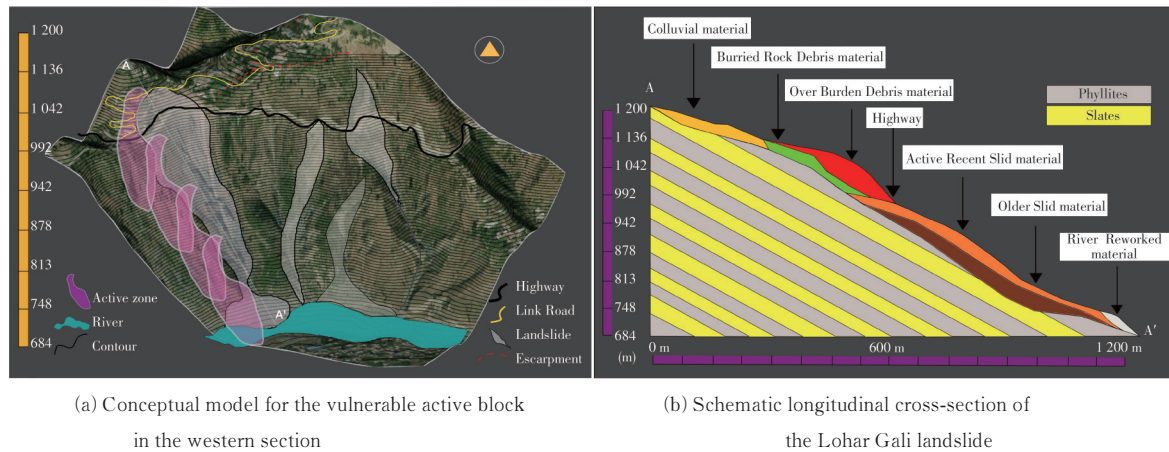 1 200
1 136
1 042
992
942
878
813
748
684
A
A'
Active zone
River
Contour
Highway
Link Road
Landslide
Escarpment
(a) Conceptual model for the vulnerable active block
in the western section
Colluvial material
Burried Rock Debris material
Over Burden Debris material
Highway
Active Recent Slid material
Older Slid material
River Reworked
material
Phyllites
Slates
A
1 200
1 136
1 042
992
942
878
813
748
684
(m)
0 m
600 m
1 200 m
A'
(b) Schematic longitudinal cross-section of
the Lohar Gali landslide